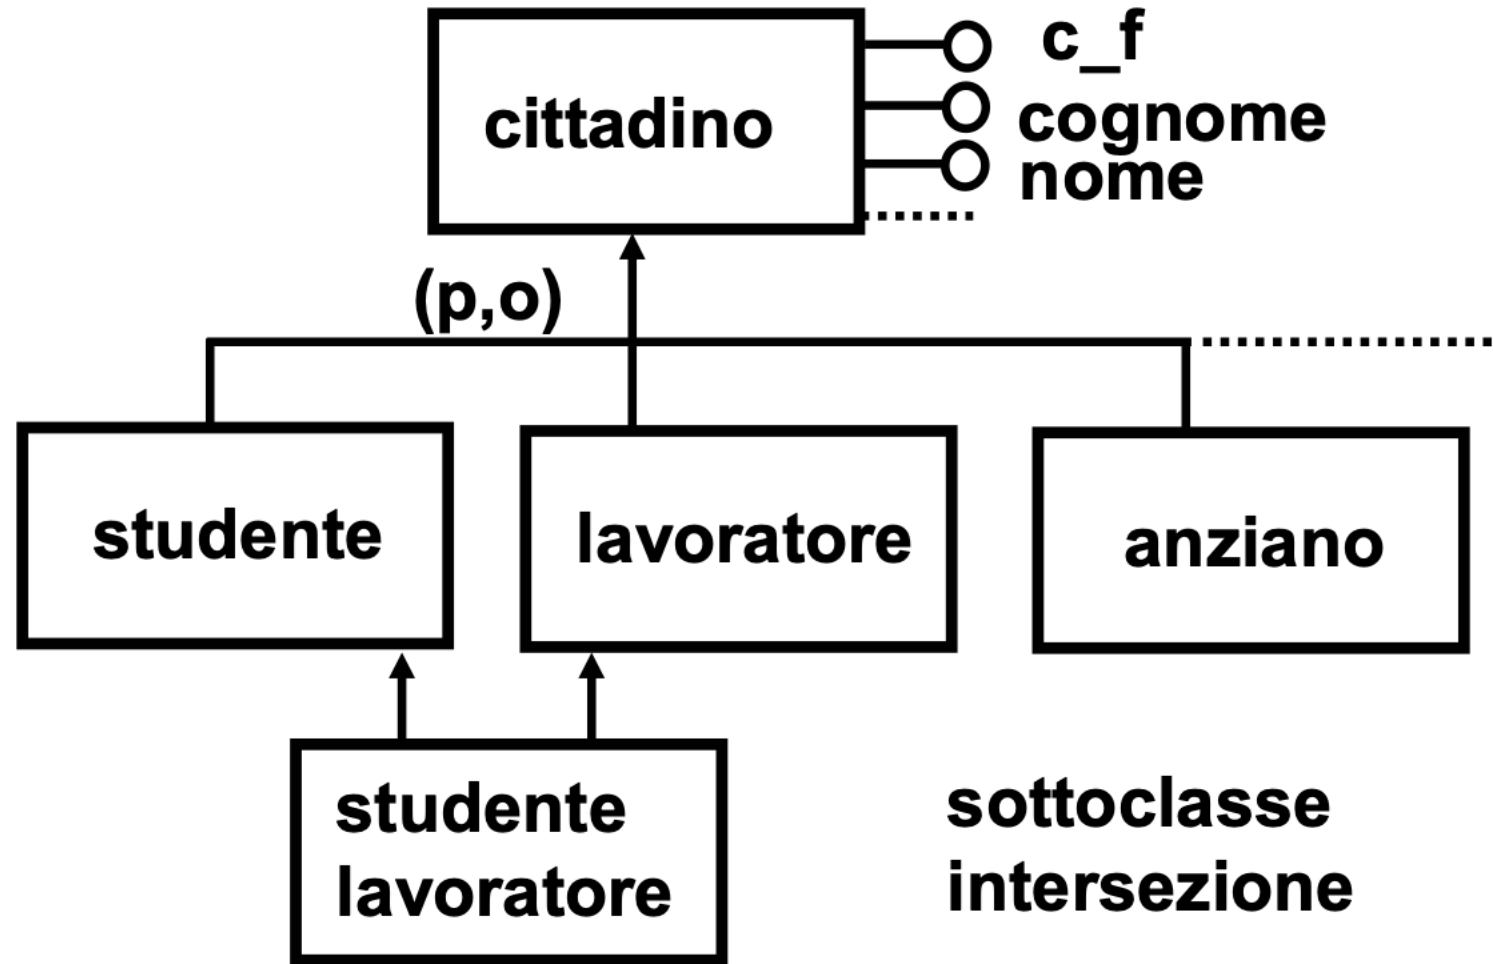 c_f
cittadino
cognome
nome
(p,o)
studente
lavoratore
anziano
studente
lavoratore
sottoclasse
intersezione